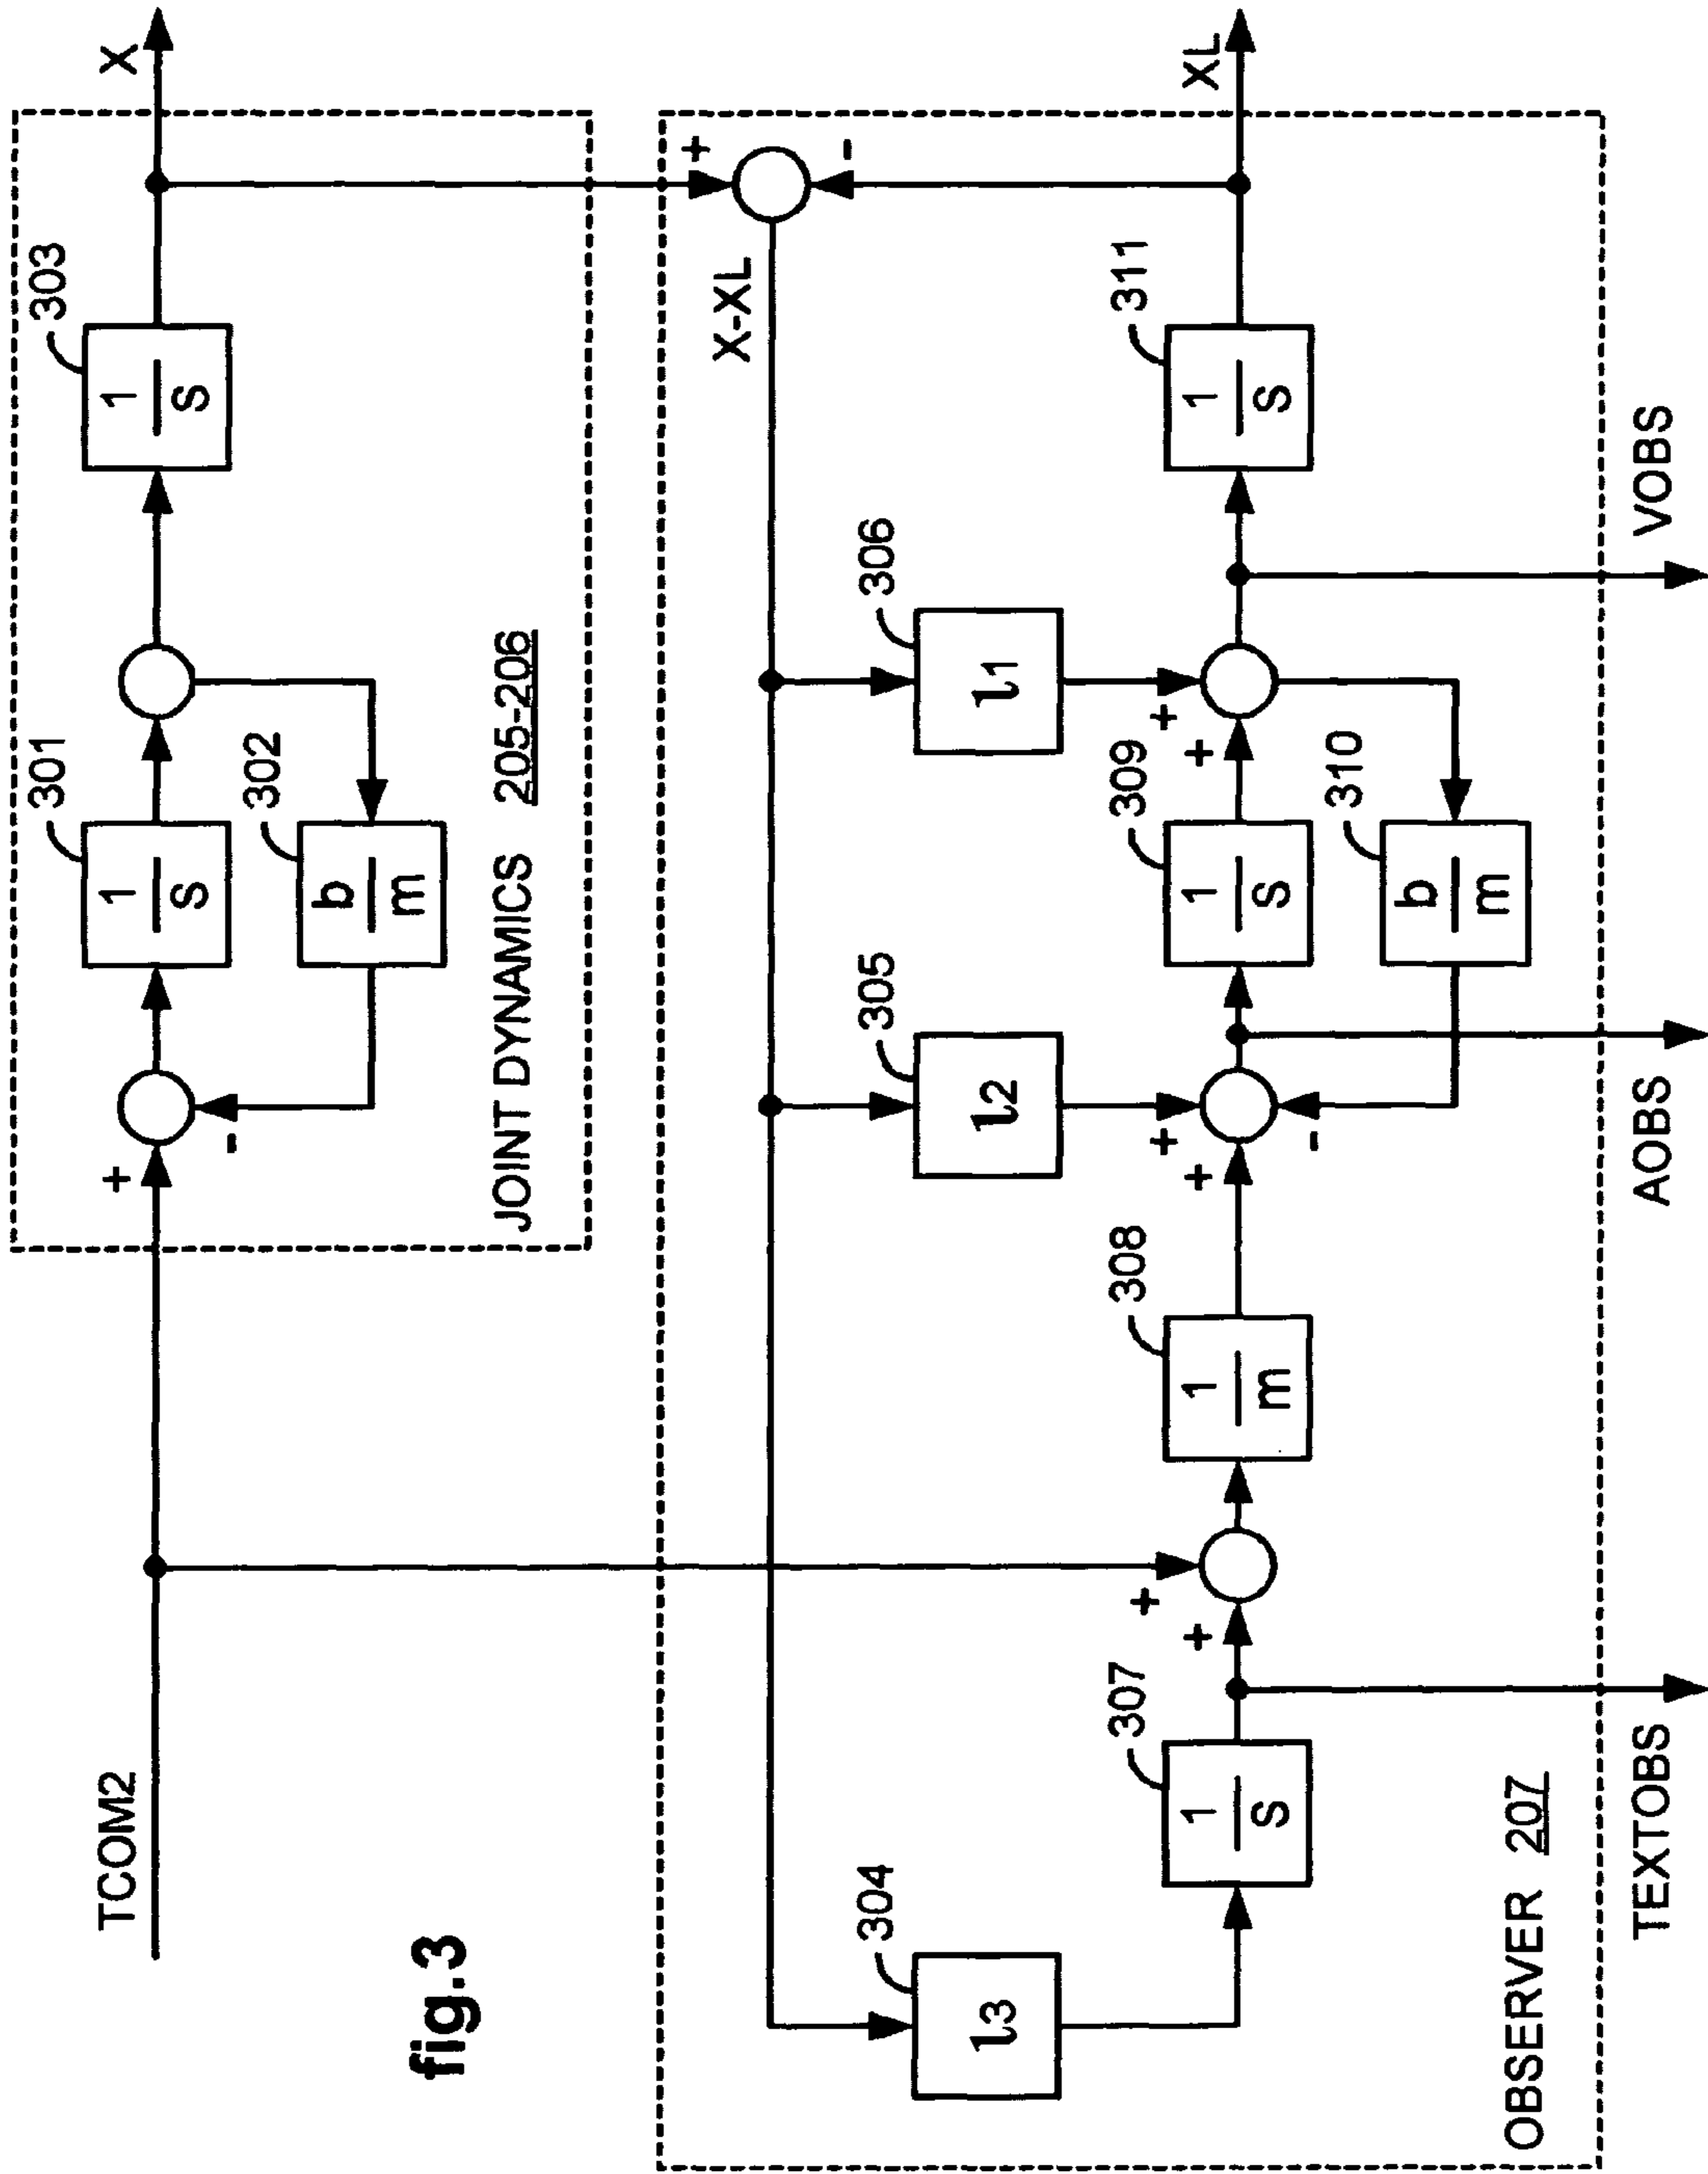 TCOM2
X
+
-
301
1
s
302
b
m
303
1
s
JOINT DYNAMICS 205-206
fig.3
+
-
X-XL
304
l3
305
l2
306
l1
307
1
s
+
+
308
1
m
+
+
-
309
1
s
310
b
m
+
+
311
1
s
XL
OBSERVER 207
TEXTOBS
AOBS
VOBS